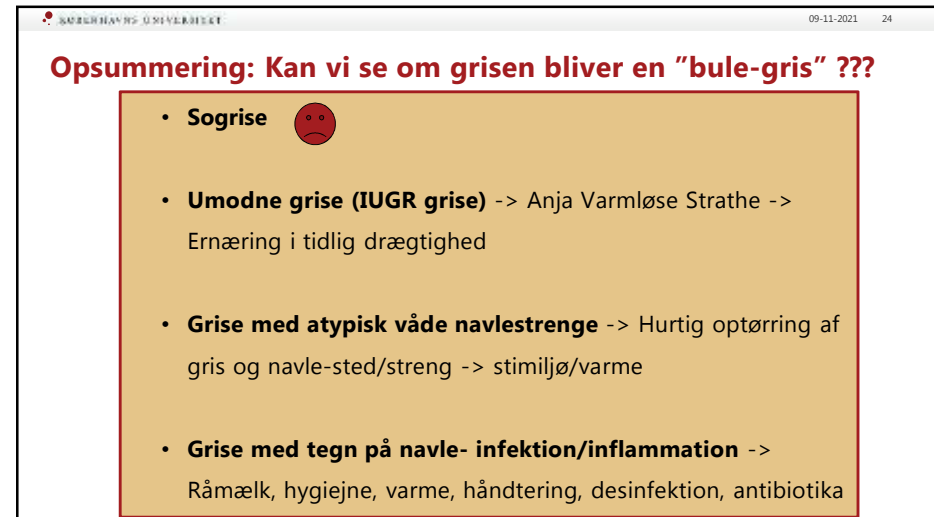 KØBENHAVNS UNIVERSITET
09-11-2021 24
Opsummering: Kan vi se om grisen bliver en ”bule-gris” ???
• Sogrise
• Umodne grise (IUGR grise) -> Anja Varmløse Strathe ->
Ernæring i tidlig drægtighed
• Grise med atypisk våde navlestrenge -> Hurtig optørring af
gris og navle-sted/streng -> stimiljø/varme
• Grise med tegn på navle- infektion/inflammation ->
Råmælk, hygiejne, varme, håndtering, desinfektion, antibiotika